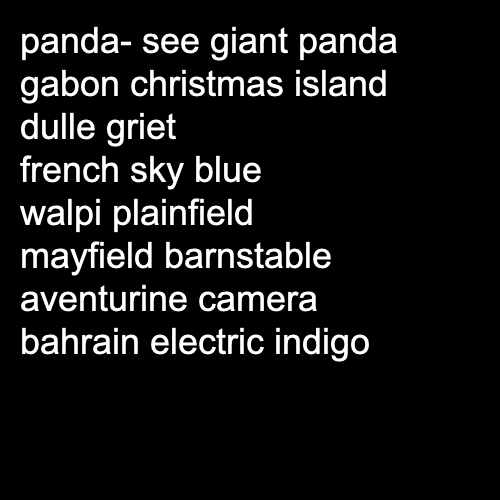 panda- see giant panda
gabon christmas island
dulle griet
french sky blue
walpi plainfield
mayfield barnstable
aventurine camera
bahrain electric indigo